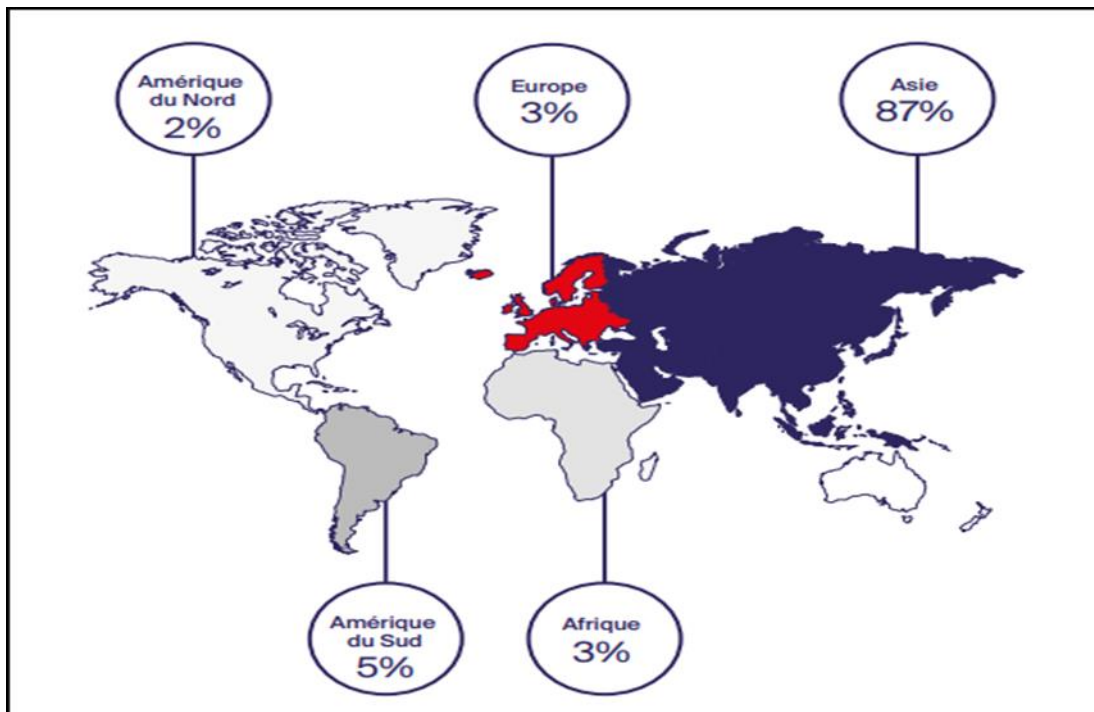 Amérique
du Nord
2%
Europe
3%
Asie
87%
Amérique
du Sud
5%
Afrique
3%